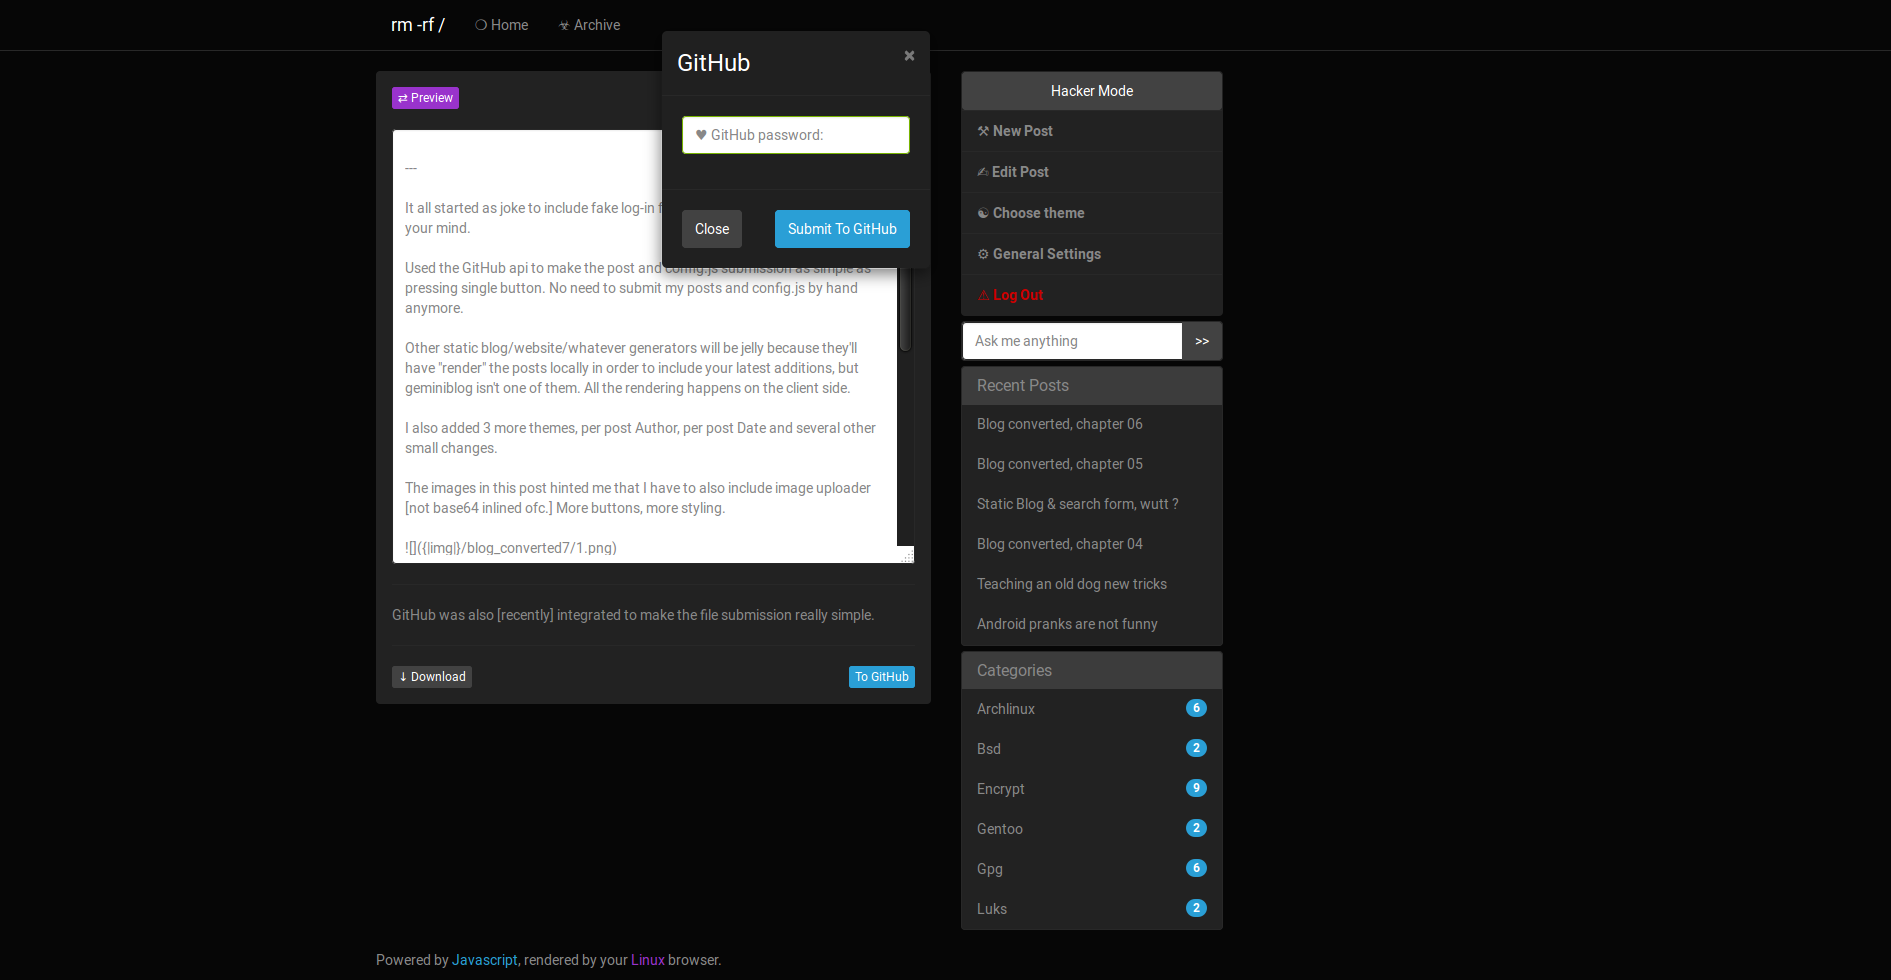 rm -rf /
❍ Home
☣ Archive
GitHub
×
⇄ Preview
♥ GitHub password:
Close
Submit To GitHub
---
It all started as joke to include fake log-in f
your mind.
Used the GitHub api to make the post and config.js submission as simple as
pressing single button. No need to submit my posts and config.js by hand
anymore.
Other static blog/website/whatever generators will be jelly because they'll
have "render" the posts locally in order to include your latest additions, but
geminiblog isn't one of them. All the rendering happens on the client side.
I also added 3 more themes, per post Author, per post Date and several other
small changes.
The images in this post hinted me that I have to also include image uploader
[not base64 inlined ofc.] More buttons, more styling.
![]({|img|}/blog_converted7/1.png)
GitHub was also [recently] integrated to make the file submission really simple.
↓ Download
To GitHub
Hacker Mode
⚒ New Post
✍ Edit Post
☯ Choose theme
⚙ General Settings
⚠ Log Out
Ask me anything
>>
Recent Posts
Blog converted, chapter 06
Blog converted, chapter 05
Static Blog & search form, wutt ?
Blog converted, chapter 04
Teaching an old dog new tricks
Android pranks are not funny
Categories
Archlinux 6
Bsd 2
Encrypt 9
Gentoo 2
Gpg 6
Luks 2
Powered by Javascript, rendered by your Linux browser.